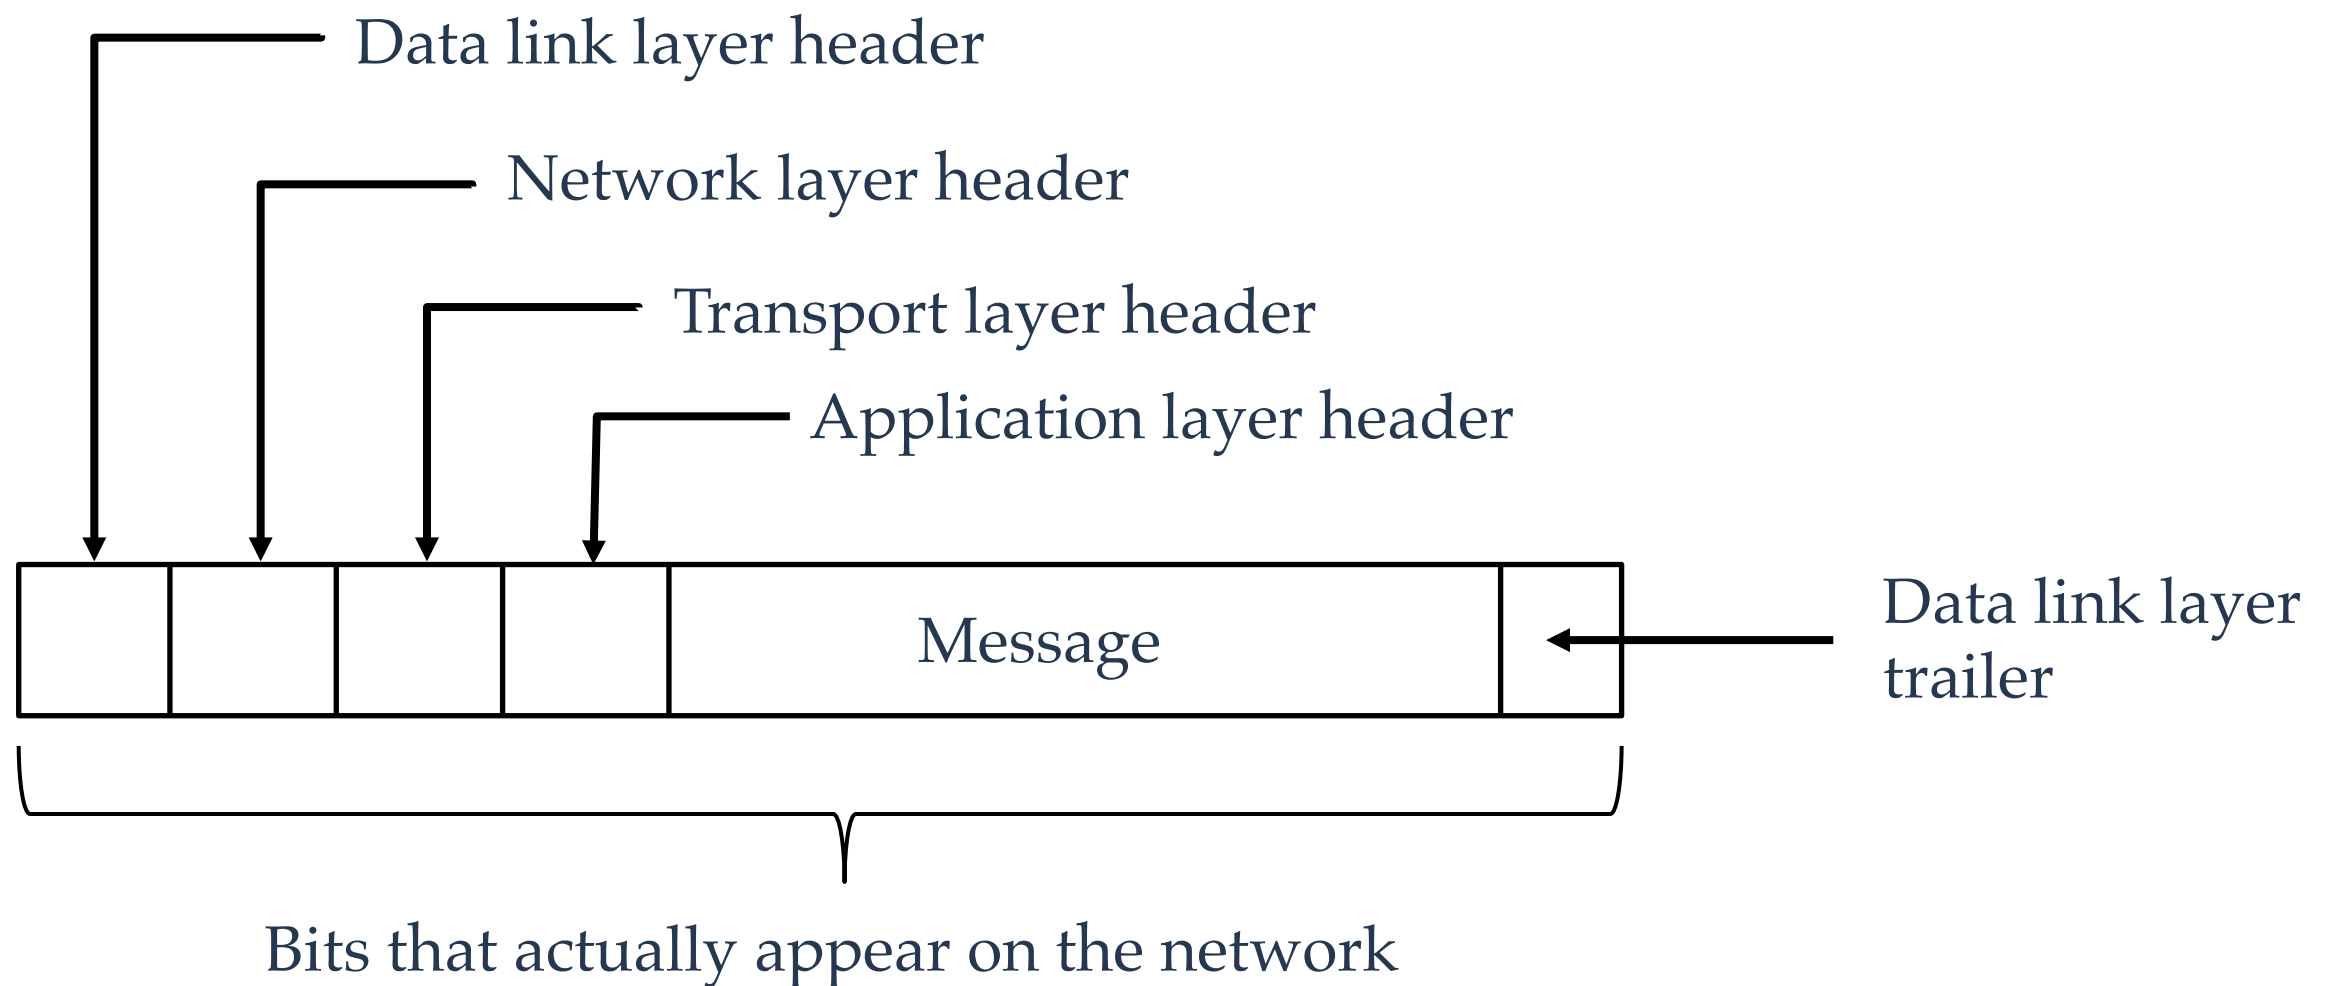 Data link layer header
Network layer header
Transport layer header
Application layer header
Message
Data link layer
trailer
Bits that actually appear on the network